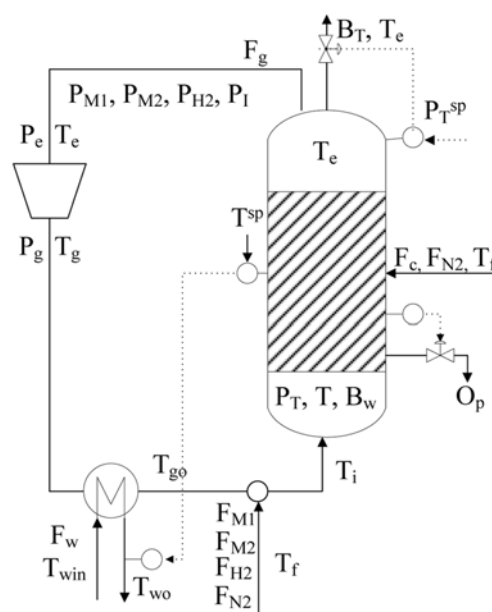 B_T, T_e
F_g
P_M1, P_M2, P_H2, P_I
P_T^sp
P_e T_e
T_e
T^sp
P_g T_g
F_c, F_N2, T_f
P_T, T, B_w
O_p
T_go
T_i
F_w
T_win
T_wo
F_M1
F_M2
F_H2
F_N2
T_f